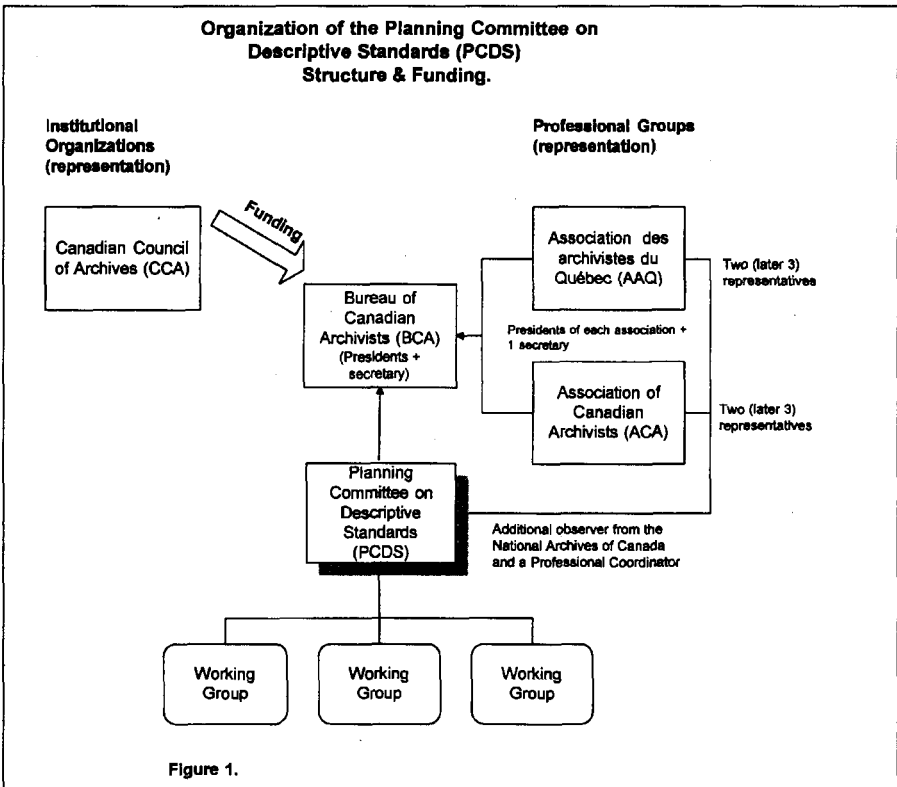 Organization of the Planning Committee on
Descriptive Standards (PCDS)
Structure & Funding.
Institutional
Organizations
(representation)
Professional Groups
(representation)
Funding
Canadian Council
of Archives (CCA)
Association des
archivistes du
Québec (AAQ)
Two (later 3)
representatives
Bureau of
Canadian
Archivists (BCA)
(Presidents +
secretary)
Presidents of each association +
1 secretary
Association of
Canadian
Archivists (ACA)
Two (later 3)
representatives
Planning
Committee on
Descriptive
Standards
(PCDS)
Additional observer from the
National Archives of Canada
and a Professional Coordinator
Working
Group
Working
Group
Working
Group
Figure 1.